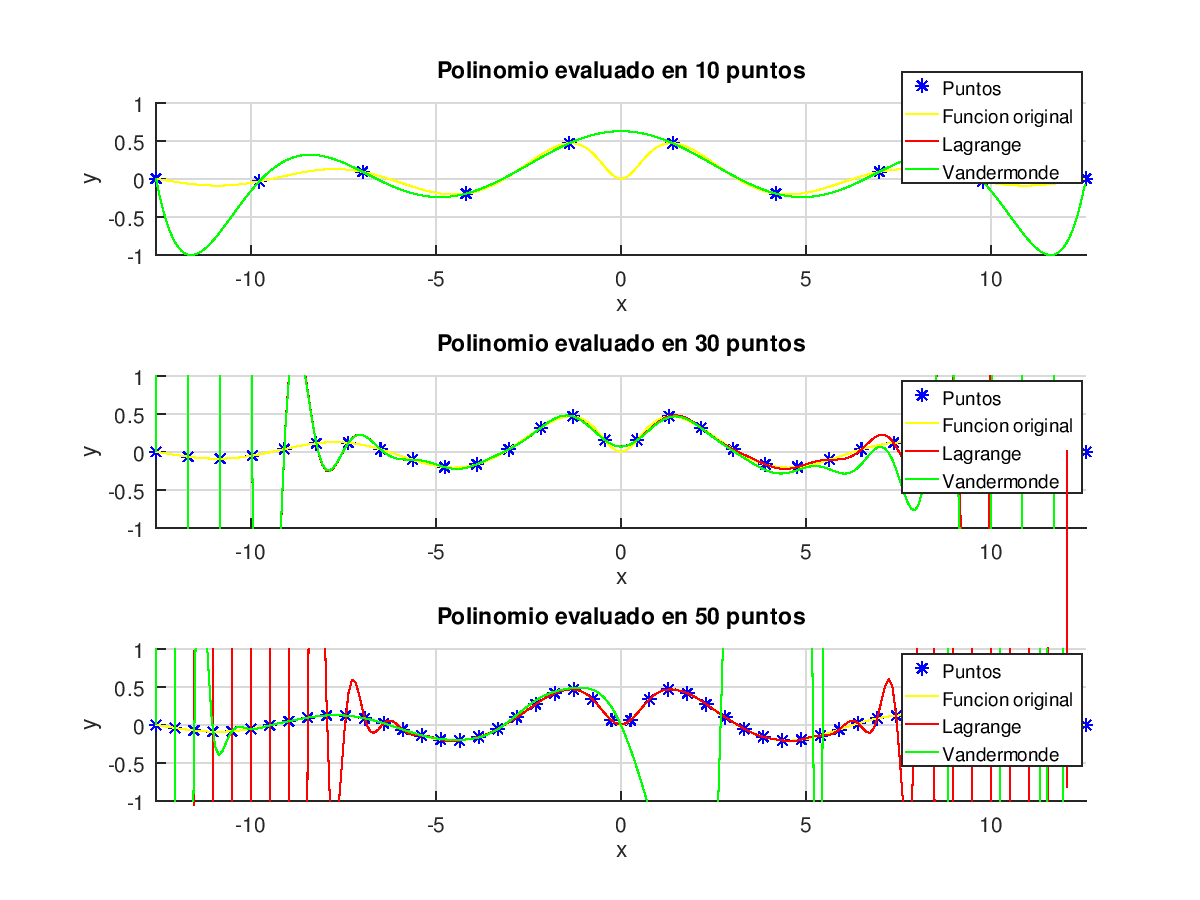 Polinomio evaluado en 10 puntos
Puntos
Funcion original
Lagrange
Vandermonde
1
0.5
0
-0.5
-1
y
-10
-5
0
5
10
x
Polinomio evaluado en 30 puntos
Puntos
Funcion original
Lagrange
Vandermonde
1
0.5
0
-0.5
-1
y
-10
-5
0
5
10
x
Polinomio evaluado en 50 puntos
Puntos
Funcion original
Lagrange
Vandermonde
1
0.5
0
-0.5
-1
y
-10
-5
0
5
10
x